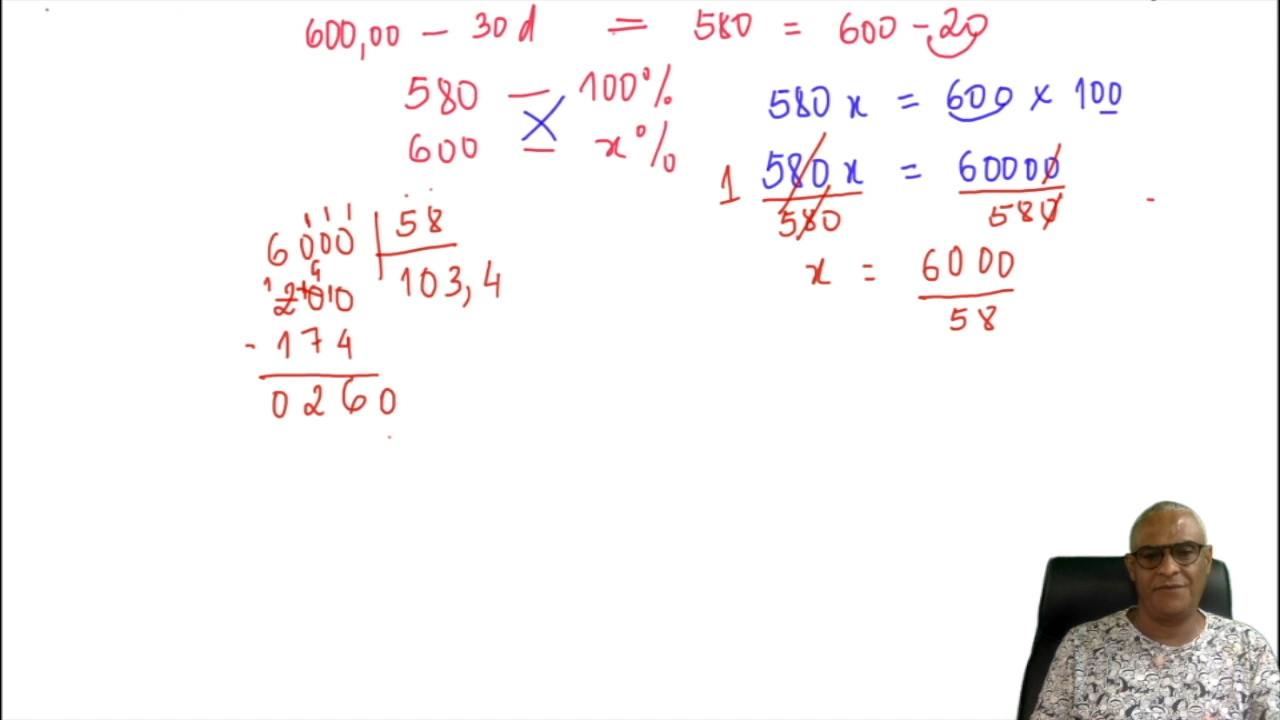 600,00 − 30 d = 580 = 600 − 20
580 — 100%
600 — x%
580 x = 600 × 100
1 580 x = 60000
580 580
x = 6000
58
6000 | 58
103,4
200
- 174
0260